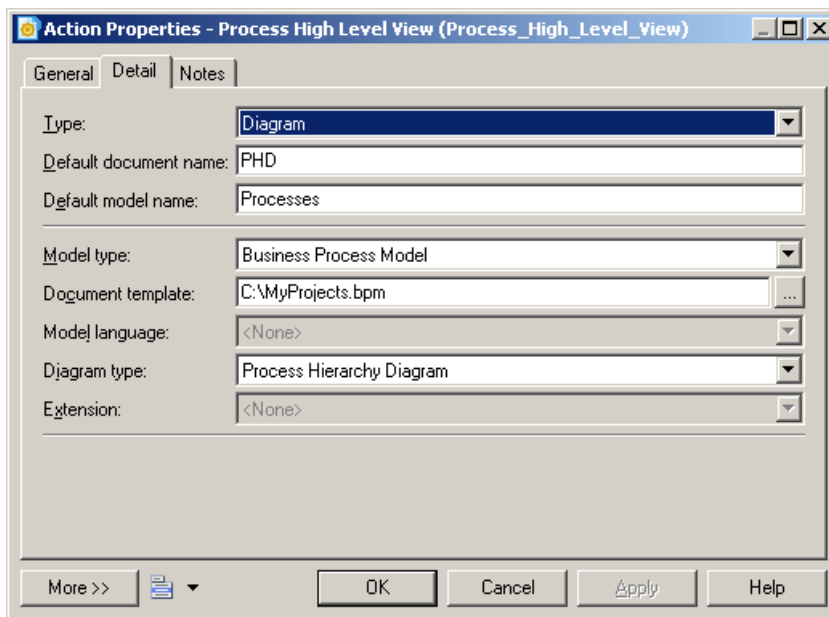 Action Properties - Process High Level View (Process_High_Level_View)
General Detail Notes
Type: Diagram
Default document name: PHD
Default model name: Processes
Model type: Business Process Model
Document template: C:\MyProjects.bpm ...
Model language: <None>
Diagram type: Process Hierarchy Diagram
Extension: <None>
More >> OK Cancel Apply Help